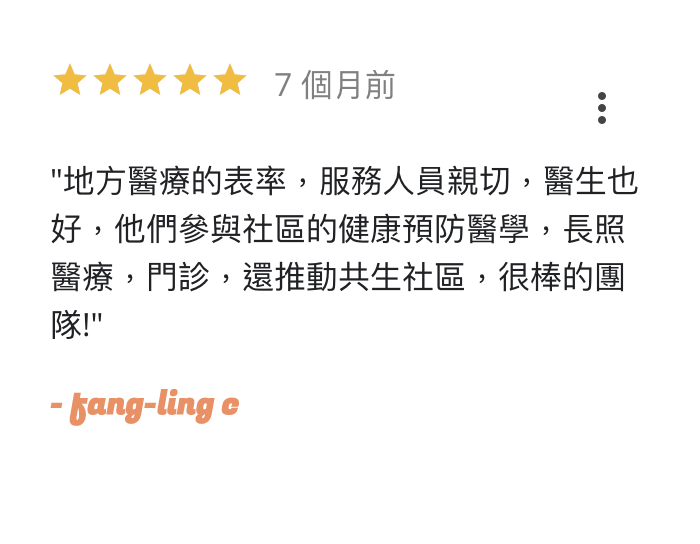 7 個月前
"地方醫療的表率，服務人員親切，醫生也
好，他們參與社區的健康預防醫學，長照
醫療，門診，還推動共生社區，很棒的團
隊!"
- fang-ling c